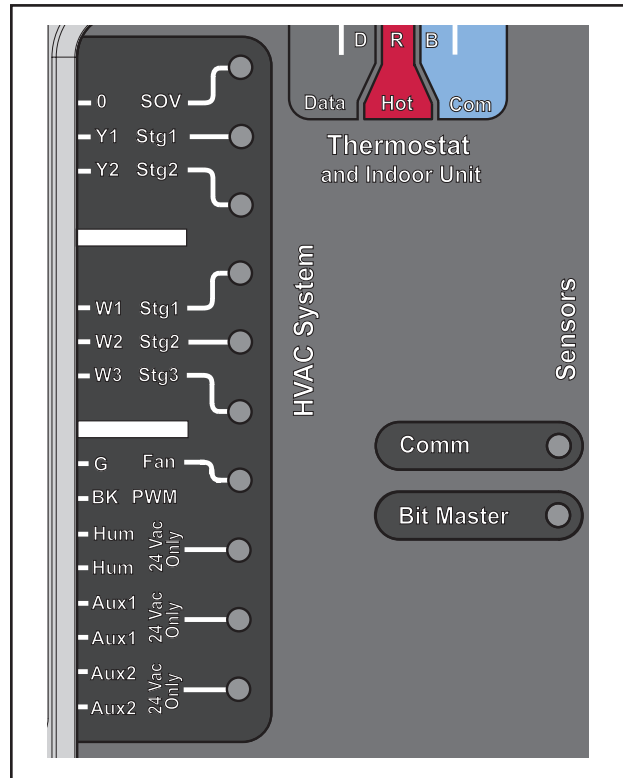 D R B
Data Hot Com
Thermostat
and Indoor Unit
0 SOV
Y1 Stg1
Y2 Stg2
W1 Stg1
W2 Stg2
W3 Stg3
G Fan
BK PWM
Hum
Hum
24 Vac
Only
Aux1
Aux1
24 Vac
Only
Aux2
Aux2
24 Vac
Only
HVAC System
Sensors
Comm
Bit Master